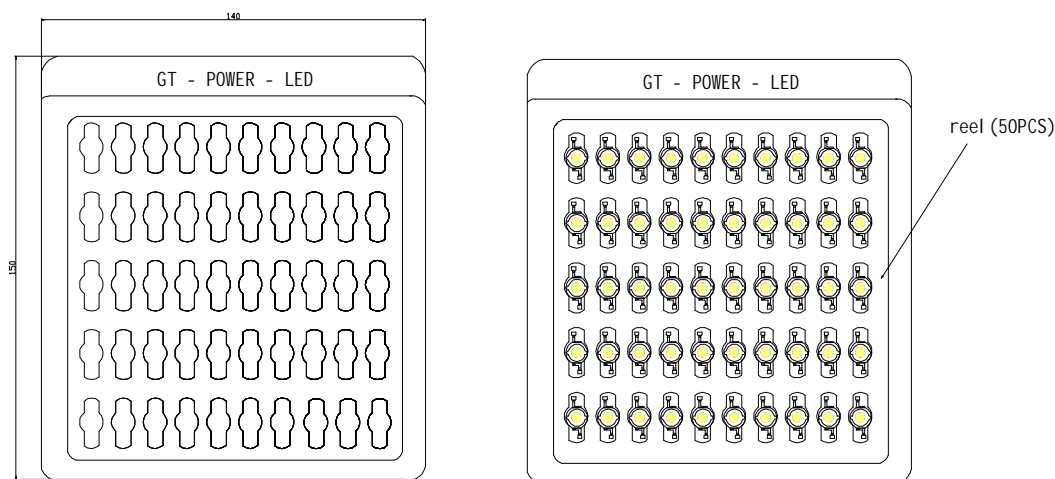 140
GT - POWER - LED
150
GT - POWER - LED
reel (50PCS)